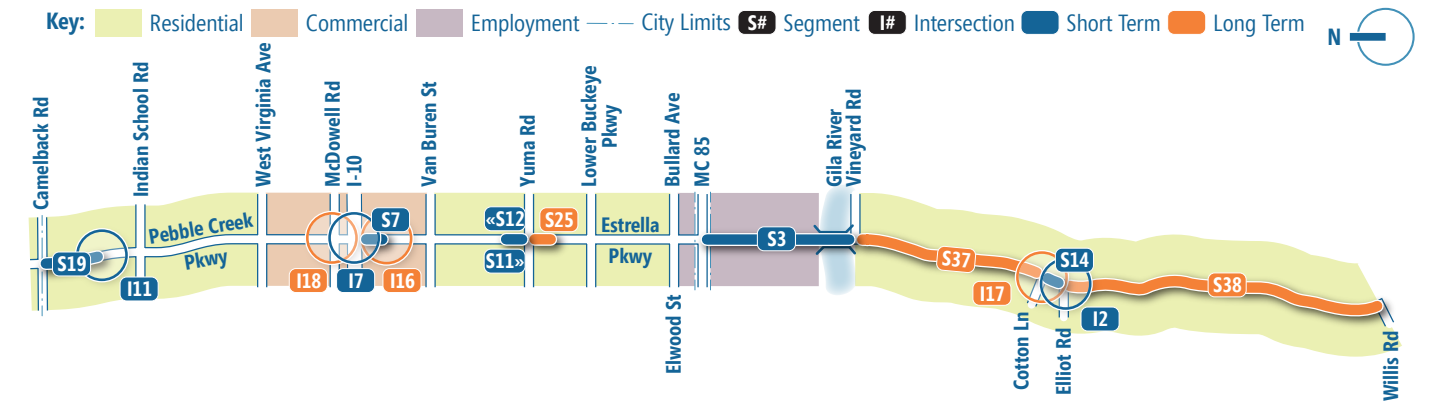 Key: Residential Commercial Employment City Limits S# Segment I# Intersection Short Term Long Term N
Camelback Rd
Indian School Rd
West Virginia Ave
McDowell Rd
I-10
Van Buren St
Yuma Rd
Lower Buckeye
Pkwy
Bullard Ave
MC 85
Gila River
Vineyard Rd
Pebble Creek
Pkwy
Estrella
Pkwy
S19
I11
I18
I7
S7
I16
«S12
S11»
S25
S3
S37
S14
I17
I2
S38
Elwood St
Cotton Ln
Elliot Rd
Willis Rd